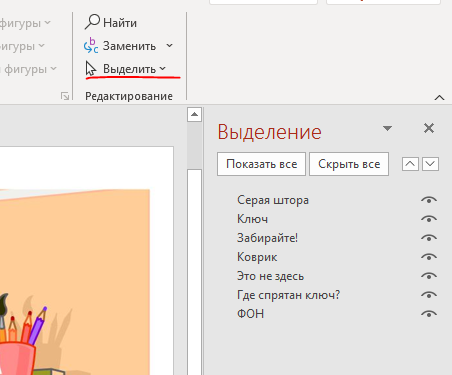 фигуры
Найти
фигуры
Заменить
фигуры
Выделить
Редактирование
Выделение
Показать все
Скрыть все
Серая штора
Ключ
Забирайте!
Коврик
Это не здесь
Где спрятан ключ?
ФОН